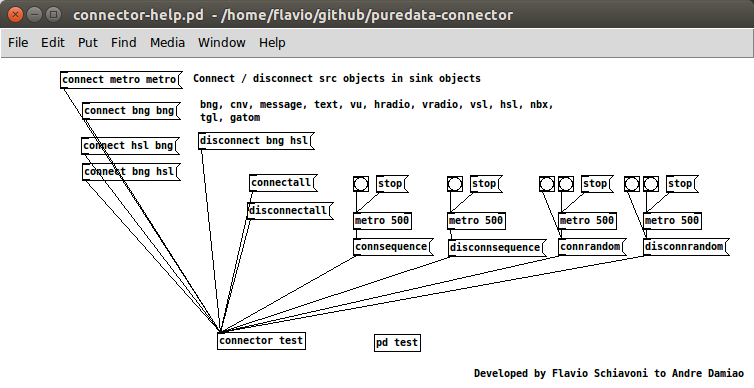 connector-help.pd - /home/flavio/github/puredata-connector
File Edit Put Find Media Window Help
connect metro metro
Connect / disconnect src objects in sink objects
connect bng bng
bng, cnv, message, text, vu, hradio, vradio, vsl, hsl, nbx,
tgl, gatom
connect hsl bng
disconnect bng hsl
connect bng hsl
connectall
stop
stop
stop
stop
disconnectall
metro 500
metro 500
metro 500
metro 500
connsequence
disconnsequence
connrandom
disconnrandom
connector test
pd test
Developed by Flavio Schiavoni to Andre Damiao